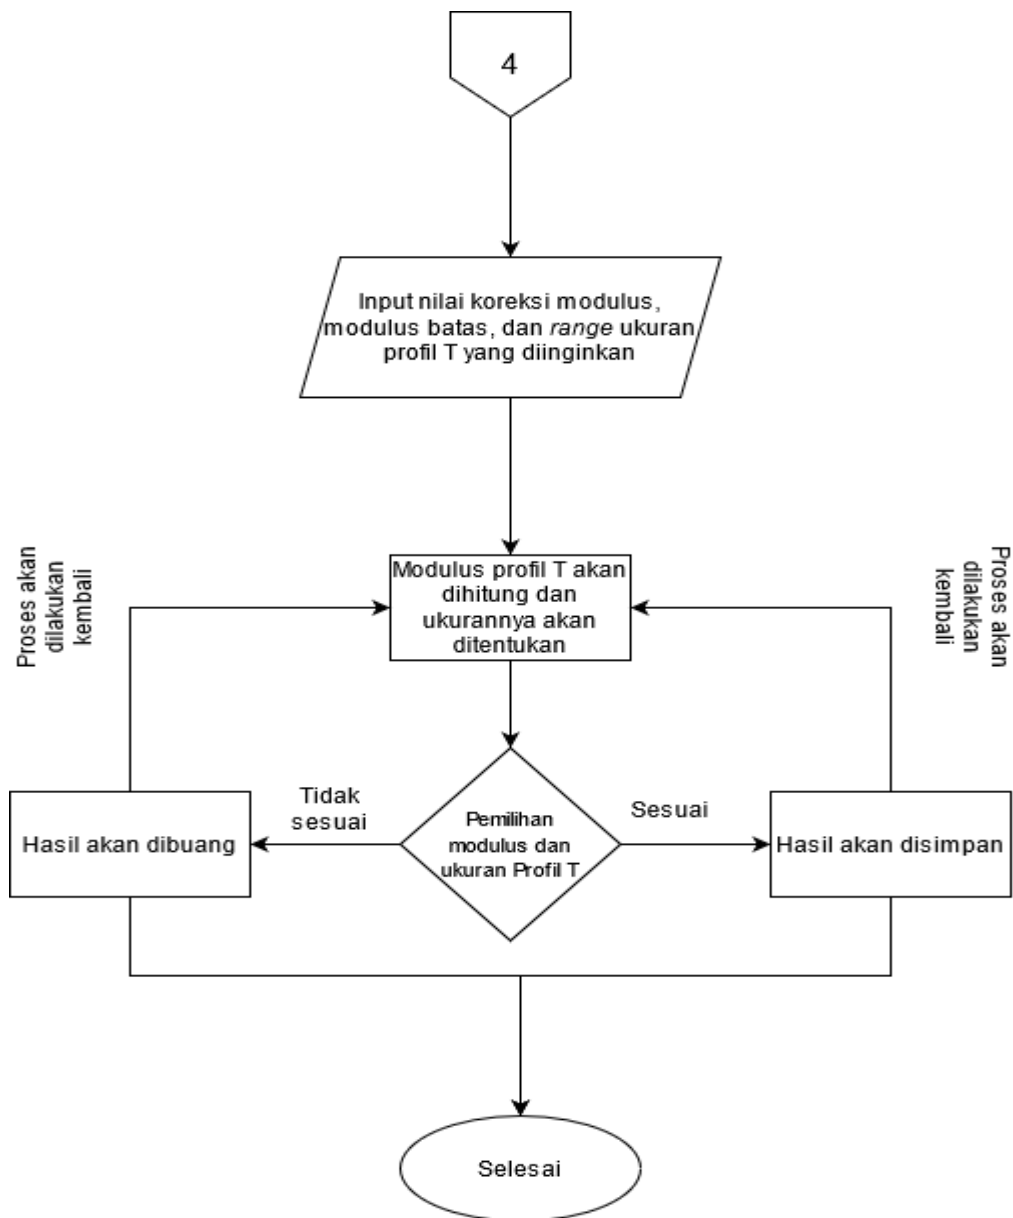 4
Input nilai koreksi modulus,
modulus batas, dan range ukuran
profil T yang diinginkan
Proses akan
dilakukan
kembali
Modulus profil T akan
dihitung dan
ukurannya akan
ditentukan
Proses akan
dilakukan
kembali
Hasil akan dibuang
Tidak
sesuai
Pemilihan
modulus dan
ukuran Profil T
Sesuai
Hasil akan disimpan
Selesai